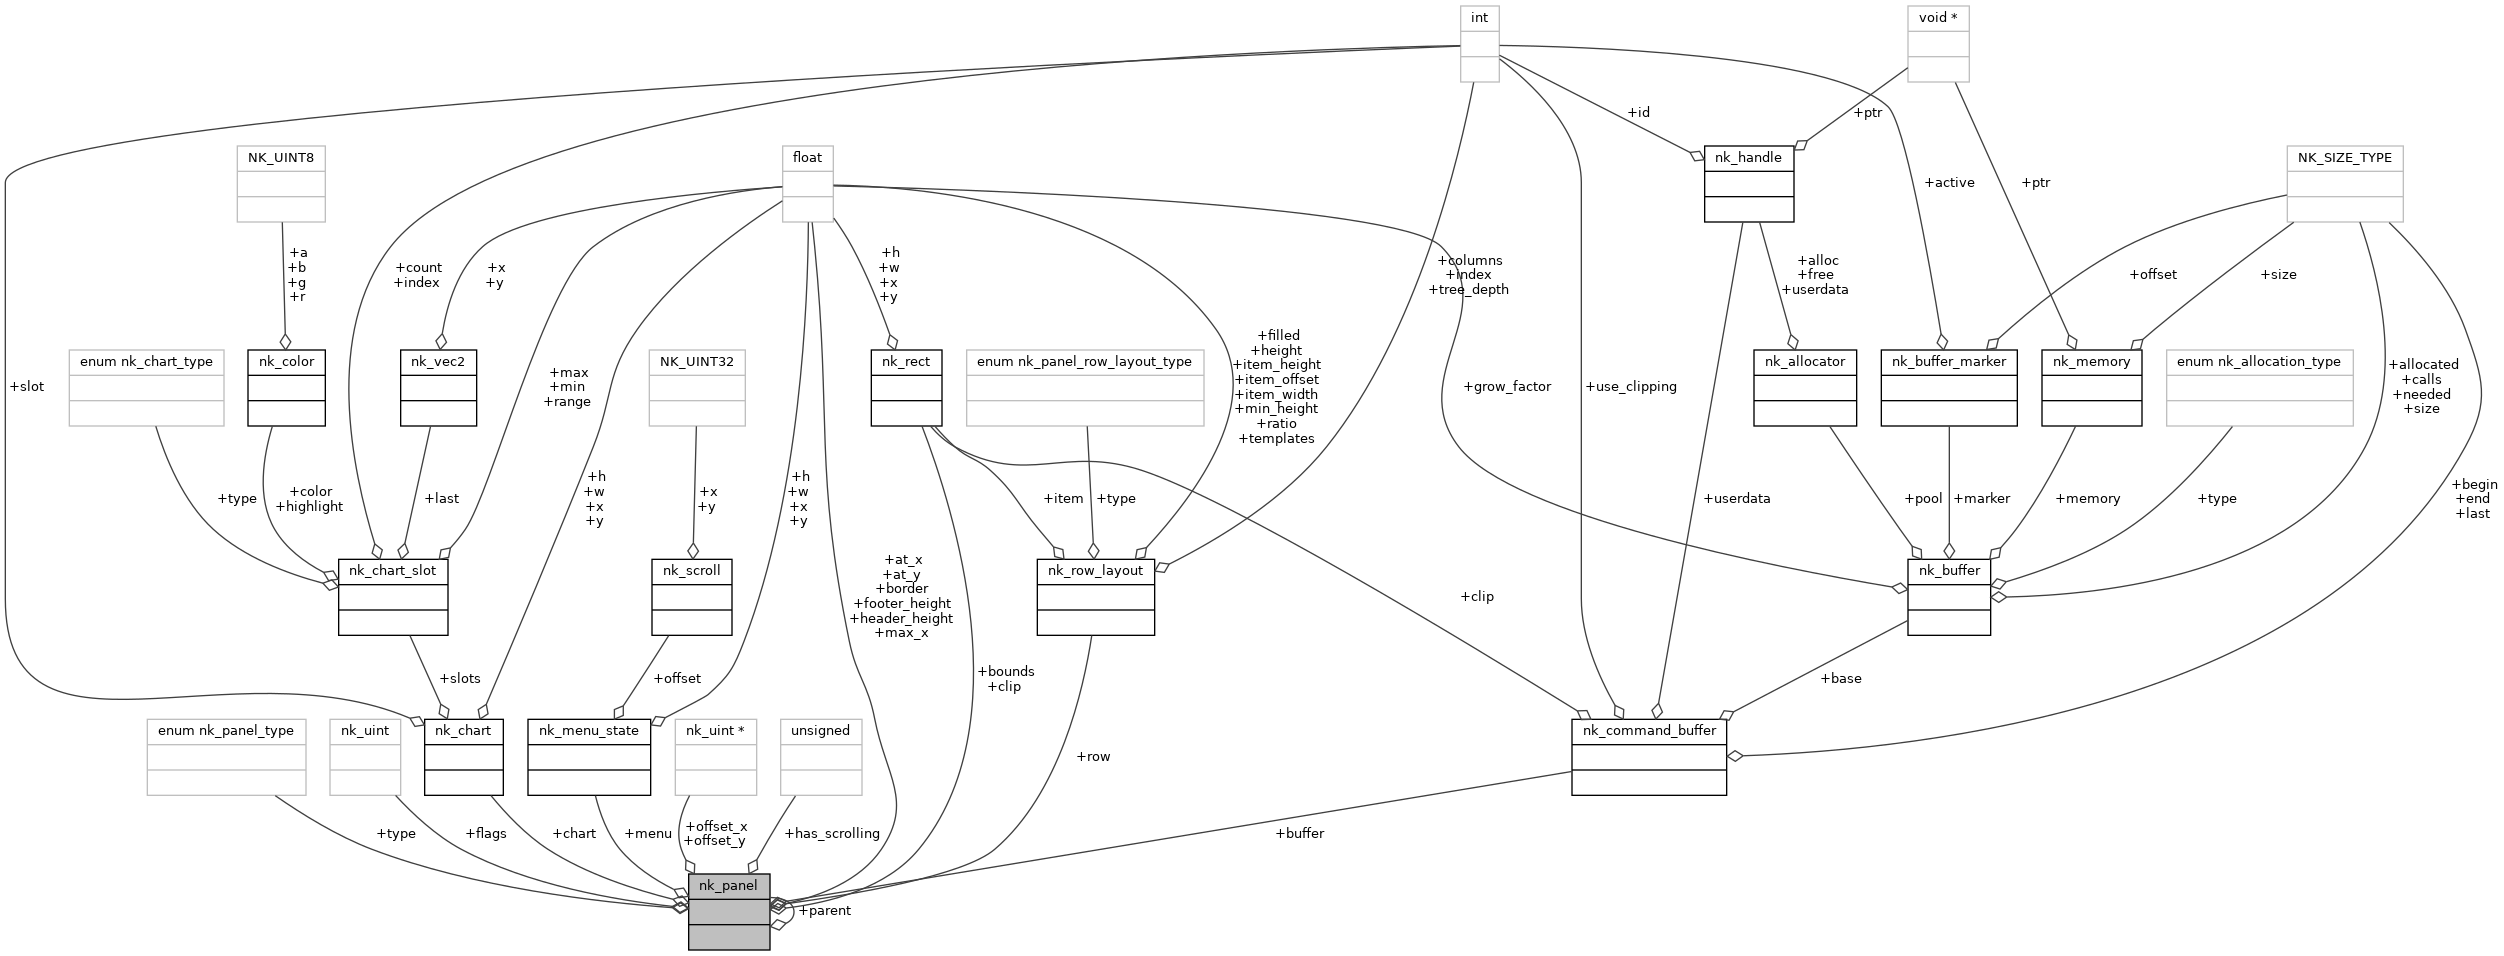 int
void *
+id
+ptr
NK_UINT8
float
nk_handle
NK_SIZE_TYPE
+active
+ptr
+a
+b
+g
+r
+count
+index
+x
+y
+h
+w
+x
+y
+columns
+index
+tree_depth
+alloc
+free
+userdata
+offset
+size
enum nk_chart_type
nk_color
nk_vec2
NK_UINT32
nk_rect
enum nk_panel_row_layout_type
nk_allocator
nk_buffer_marker
nk_memory
enum nk_allocation_type
+slot
+max
+min
+range
+filled
+height
+item_height
+item_offset
+item_width
+min_height
+ratio
+templates
+grow_factor
+use_clipping
+allocated
+calls
+needed
+size
+type
+color
+highlight
+last
+h
+w
+x
+y
+x
+y
+h
+w
+x
+y
+item
+type
+userdata
+pool
+marker
+memory
+type
+begin
+end
+last
nk_chart_slot
nk_scroll
nk_row_layout
nk_buffer
+at_x
+at_y
+border
+footer_height
+header_height
+max_x
+clip
+slots
+offset
+bounds
+clip
+base
enum nk_panel_type
nk_uint
nk_chart
nk_menu_state
nk_uint *
unsigned
+row
nk_command_buffer
+type
+flags
+chart
+menu
+offset_x
+offset_y
+has_scrolling
+buffer
nk_panel
+parent